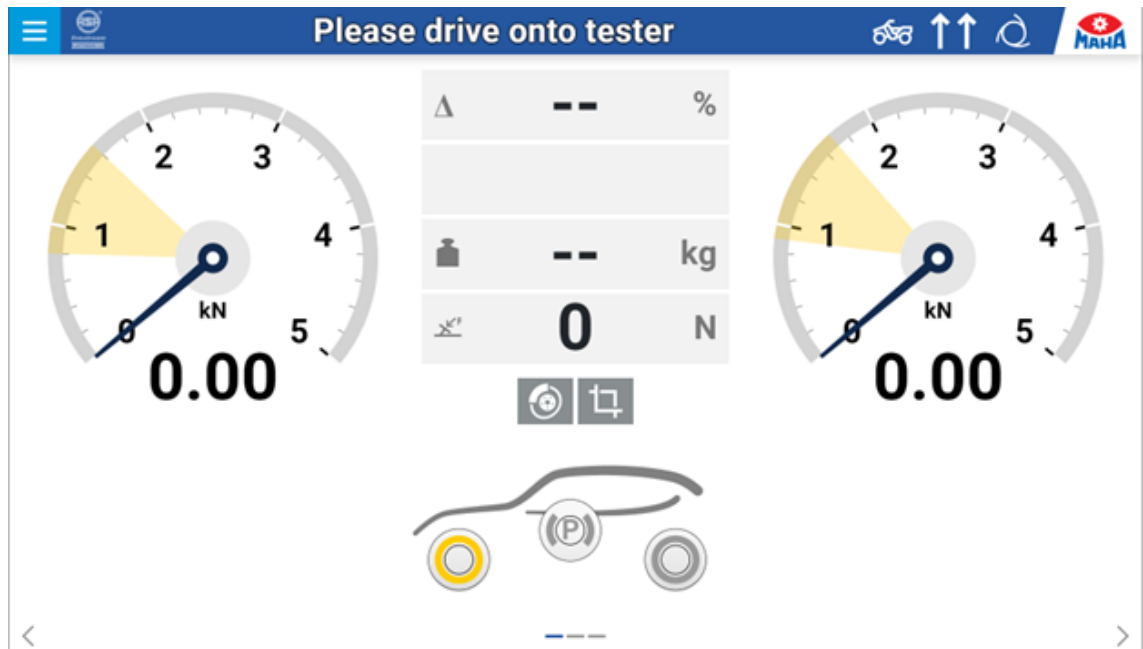 Please drive onto tester
RSP
MAHA
Δ -- %
-- kg
F 0 N
0 1 2 3 4 5
kN
0.00
0 1 2 3 4 5
kN
0.00
P